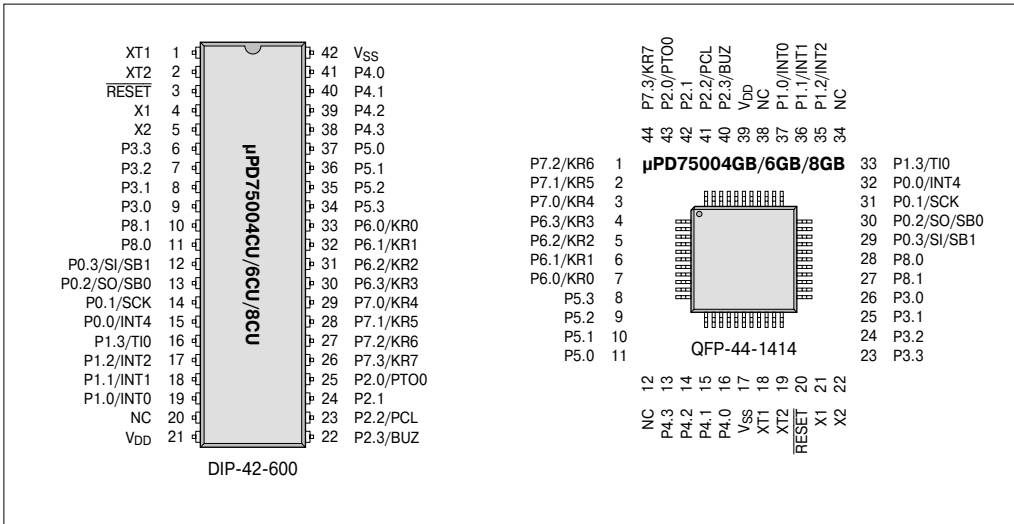 XT1 1
XT2 2
RESET 3
X1 4
X2 5
P3.3 6
P3.2 7
P3.1 8
P3.0 9
P8.1 10
P8.0 11
P0.3/SI/SB1 12
P0.2/SO/SB0 13
P0.1/SCK 14
P0.0/INT4 15
P1.3/TI0 16
P1.2/INT2 17
P1.1/INT1 18
P1.0/INT0 19
NC 20
VDD 21
µPD75004CU/6CU/8CU
42 VSS
41 P4.0
40 P4.1
39 P4.2
38 P4.3
37 P5.0
36 P5.1
35 P5.2
34 P5.3
33 P6.0/KR0
32 P6.1/KR1
31 P6.2/KR2
30 P6.3/KR3
29 P7.0/KR4
28 P7.1/KR5
27 P7.2/KR6
26 P7.3/KR7
25 P2.0/PTO0
24 P2.1
23 P2.2/PCL
22 P2.3/BUZ
DIP-42-600
44 P7.3/KR7
43 P2.0/PTO0
42 P2.1
41 P2.2/PCL
40 P2.3/BUZ
39 VDD
38 NC
37 P1.0/INT0
36 P1.1/INT1
35 P1.2/INT2
34 NC
µPD75004GB/6GB/8GB
P7.2/KR6 1
P7.1/KR5 2
P7.0/KR4 3
P6.3/KR3 4
P6.2/KR2 5
P6.1/KR1 6
P6.0/KR0 7
P5.3 8
P5.2 9
P5.1 10
P5.0 11
33 P1.3/TI0
32 P0.0/INT4
31 P0.1/SCK
30 P0.2/SO/SB0
29 P0.3/SI/SB1
28 P8.0
27 P8.1
26 P3.0
25 P3.1
24 P3.2
23 P3.3
QFP-44-1414
NC 12
P4.3 13
P4.2 14
P4.1 15
P4.0 16
VSS 17
XT1 18
XT2 19
RESET 20
X1 21
X2 22